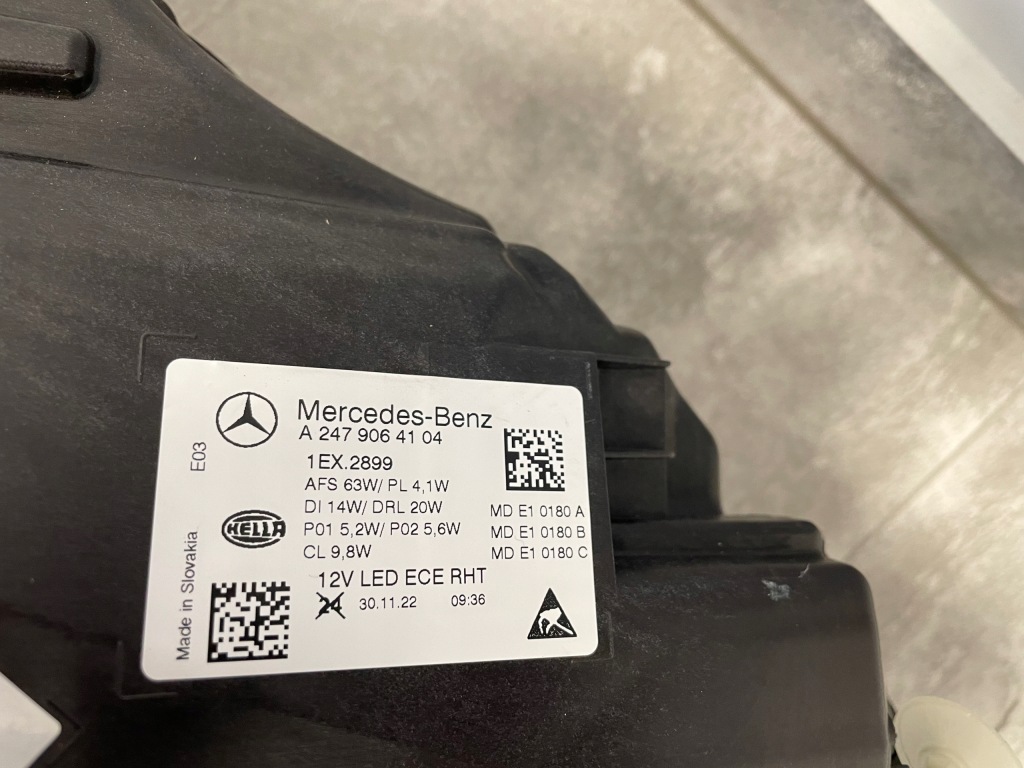 Mercedes-Benz
A 247 906 41 04
1EX.2899
AFS 63W/ PL 4,1W
DI 14W/ DRL 20W
P01 5,2W/ P02 5,6W
CL 9,8W
MD E1 0180 A
MD E1 0180 B
MD E1 0180 C
12V LED ECE RHT
24 30.11.22 09:36
HELLA
E03
Made in Slovakia